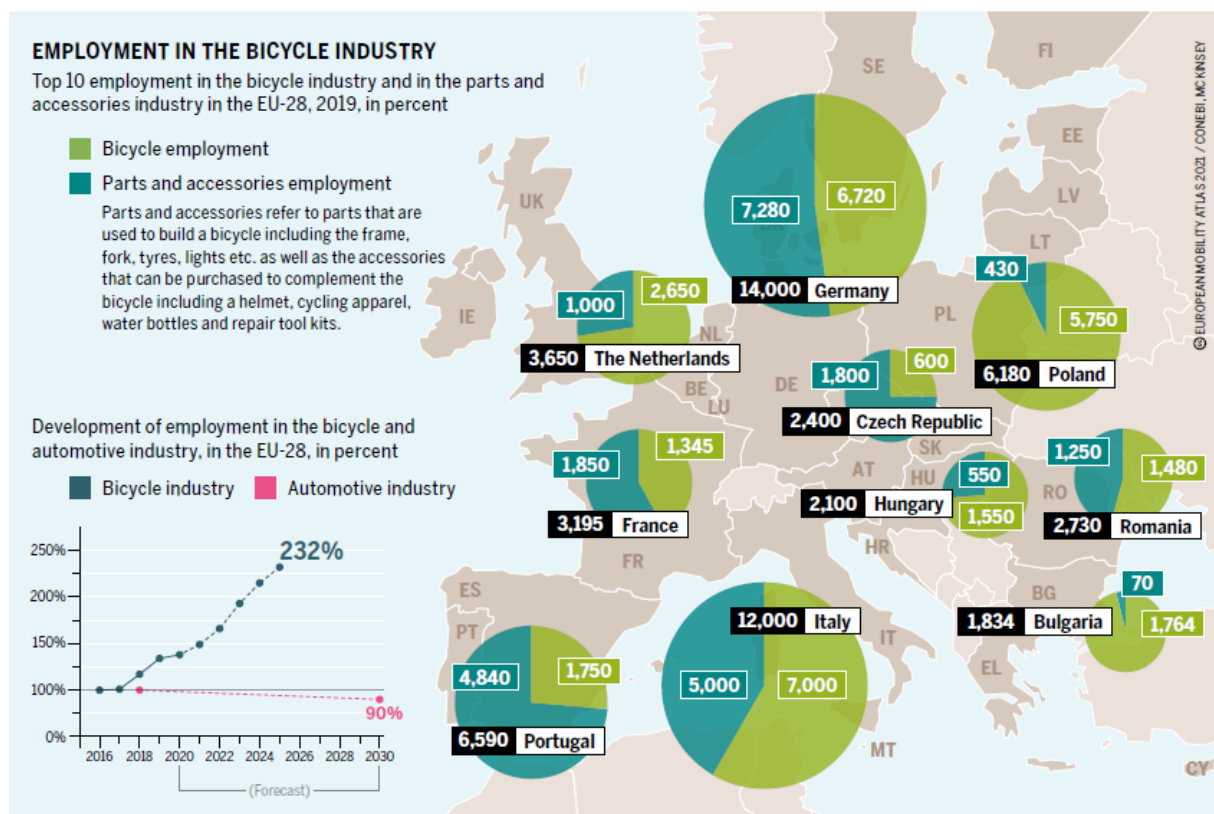 EMPLOYMENT IN THE BICYCLE INDUSTRY
Top 10 employment in the bicycle industry and in the parts and
accessories industry in the EU-28, 2019, in percent
Bicycle employment
Parts and accessories employment
Parts and accessories refer to parts that are
used to build a bicycle including the frame,
fork, tyres, lights etc. as well as the accessories
that can be purchased to complement the
bicycle including a helmet, cycling apparel,
water bottles and repair tool kits.
Development of employment in the bicycle and
automotive industry, in the EU-28, in percent
Bicycle industry
Automotive industry
250%
200%
150%
100%
0%
232%
90%
2016 2018 2020 2022 2024 2026 2028 2030
(Forecast)
SE
FI
EE
LV
LT
UK
IE
NL
BE
LU
DE
PL
SK
AT
HU
RO
HR
FR
ES
PT
IT
BG
EL
MT
CY
DK
7,280
6,720
14,000 Germany
1,000
2,650
3,650 The Netherlands
430
5,750
6,180 Poland
1,800
600
2,400 Czech Republic
1,850
1,345
3,195 France
550
1,550
2,100 Hungary
1,250
1,480
2,730 Romania
70
1,764
1,834 Bulgaria
12,000 Italy
5,000
7,000
4,840
1,750
6,590 Portugal
EUROPEAN MOBILITY ATLAS 2021 / CONEBI, MCKINSEY